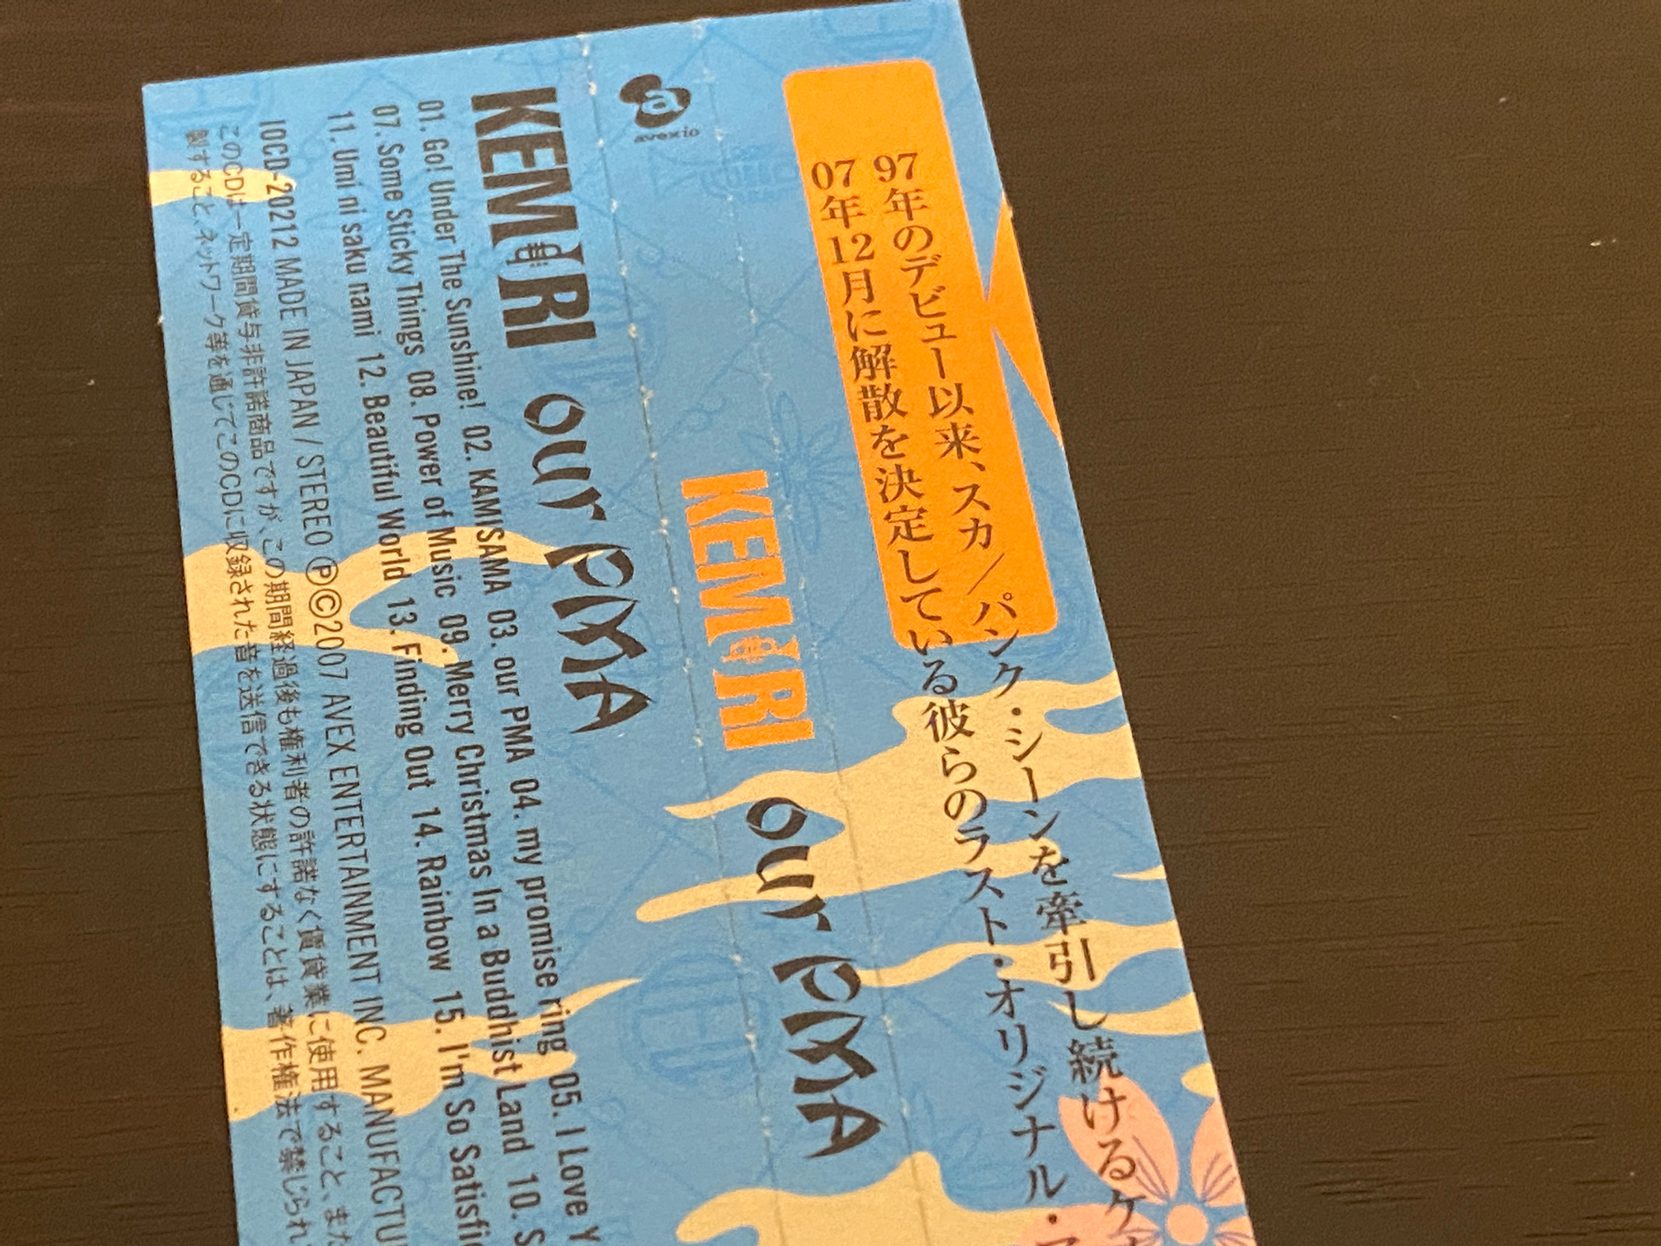 97年のデビュー以来、スカ／パンク・シーンを牽引し続けるケ
07年12月に解散を決定している彼らのラスト・オリジナル・ア
a
avex io
KEMURI our PMA
KEMURI our PMA
01. Go! Under The Sunshine! 02. KAMISAMA 03. our PMA 04. my promise ring 05. I Love Y
07. Some Sticky Things 08. Power of Music 09. Merry Christmas In a Buddhist Land 10. S
11. Umi ni saku nami 12. Beautiful World 13. Finding Out 14. Rainbow 15. I'm So Satisfi
IOCD-20212 MADE IN JAPAN / STEREO ℗©2007 AVEX ENTERTAINMENT INC. MANUFACTU
このCDは一定期間貸与非許諾商品ですが、この期間経過後も権利者の許諾なく賃貸業に使用すること、また
製すること、ネットワーク等を通じてこのCDに収録された音を送信できる状態にすることは、著作権法で禁じられ